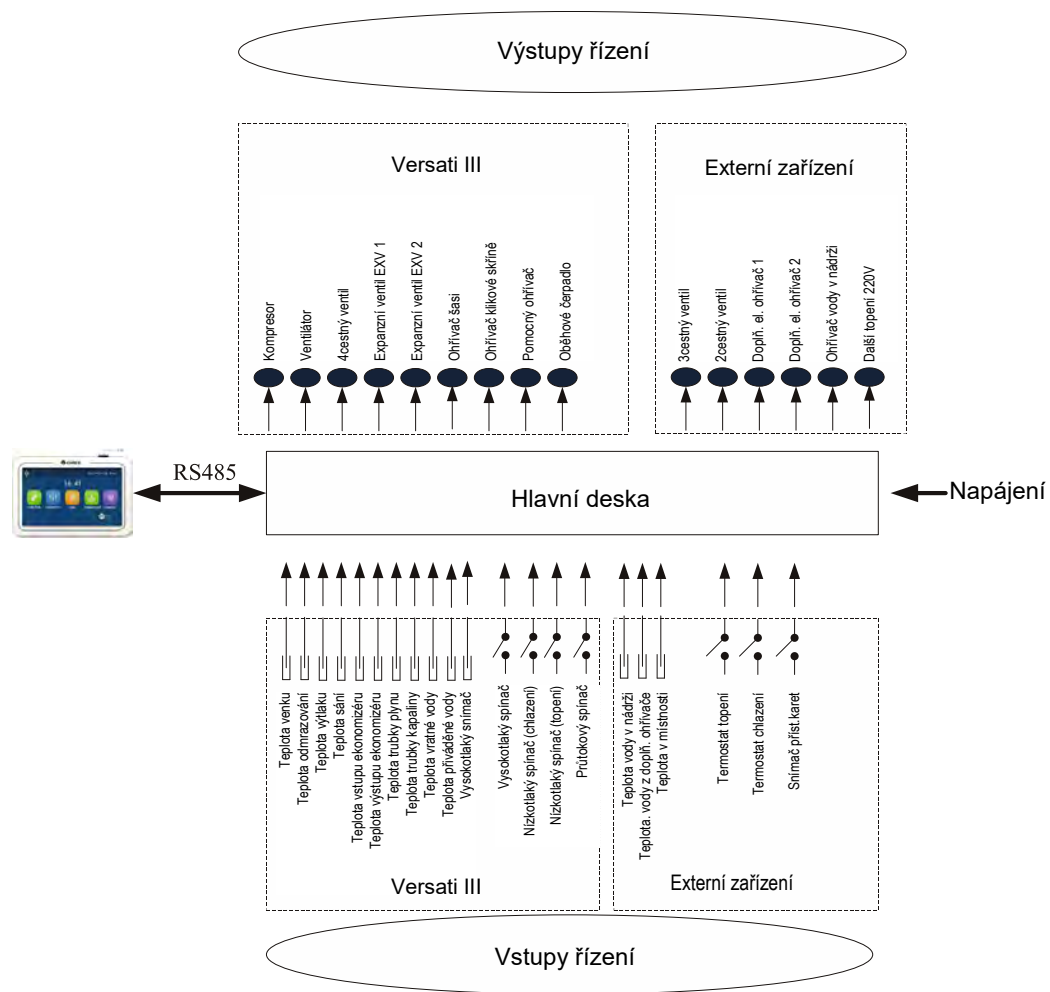 Výstupy řízení
Versati III
Externí zařízení
Kompresor
Ventilátor
4cestný ventil
Expanzní ventil EXV 1
Expanzní ventil EXV 2
Ohřívač šasi
Ohřívač klikové skříně
Pomocný ohřívač
Oběhové čerpadlo
3cestný ventil
2cestný ventil
Doplň. el. ohřívač 1
Doplň. el. ohřívač 2
Ohřívač vody v nádrži
Další topení 220V
RS485
Hlavní deska
Napájení
Teplota venku
Teplota odmrazování
Teplota výtlaku
Teplota sání
Teplota vstupu ekonomizéru
Teplota výstupu ekonomizéru
Teplota trubky plynu
Teplota trubky kapaliny
Teplota vratné vody
Teplota přiváděné vody
Vysokotlaký snímač
Vysokotlaký spínač
Nízkotlaký spínač (chlazení)
Nízkotlaký spínač (topení)
Průtokový spínač
Teplota vody v nádrži
Teplota. vody z doplň. ohřívače
Teplota v místnosti
Termostat topení
Termostat chlazení
Snímač příst.karet
Versati III
Externí zařízení
Vstupy řízení